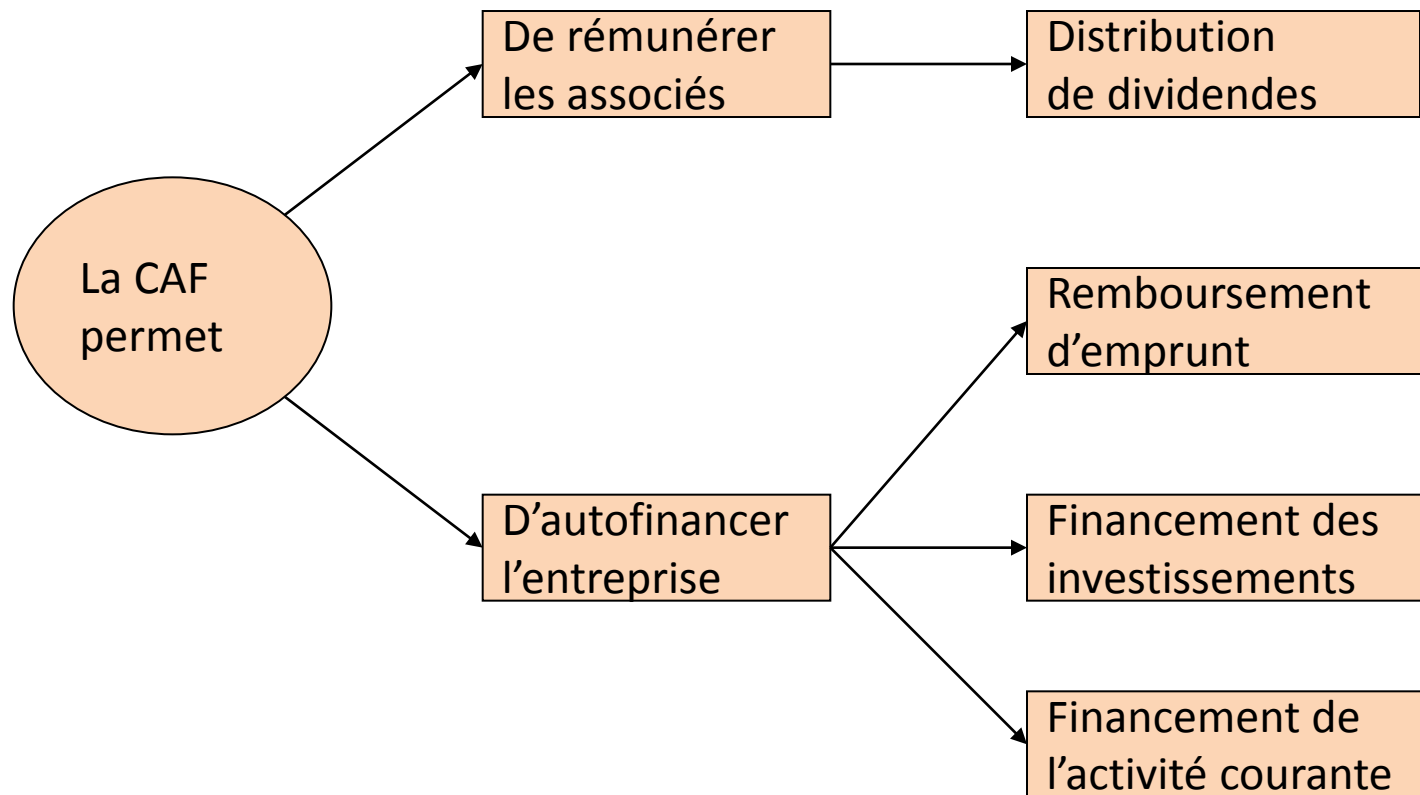 De rémunérer
les associés
Distribution
de dividendes
La CAF
permet
Remboursement
d’emprunt
D’autofinancer
l’entreprise
Financement des
investissements
Financement de
l’activité courante